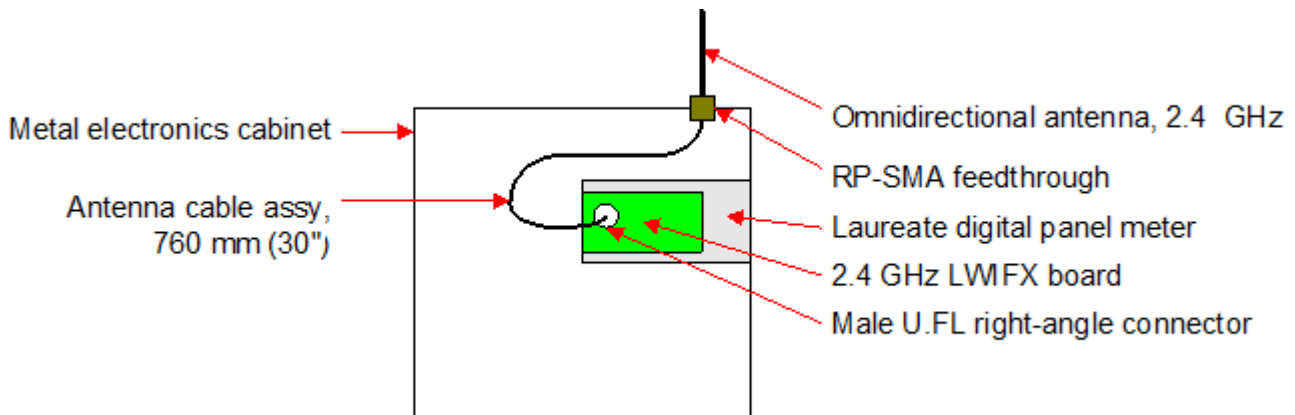 Metal electronics cabinet
Antenna cable assy,
760 mm (30")
Omnidirectional antenna, 2.4  GHz
RP-SMA feedthrough
Laureate digital panel meter
2.4 GHz LWIFX board
Male U.FL right-angle connector